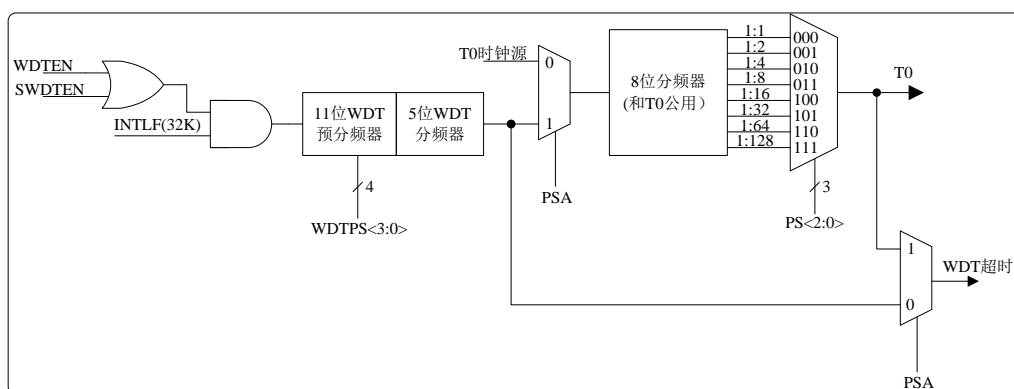 WDTEN
SWDTEN
INTLF(32K)
11位WDT
预分频器
5位WDT
分频器
4
WDTPS<3:0>
T0时钟源
0
1
PSA
8位分频器
(和T0公用）
1:1
1:2
1:4
1:8
1:16
1:32
1:64
1:128
000
001
010
011
100
101
110
111
3
PS<2:0>
T0
1
0
WDT超时
PSA